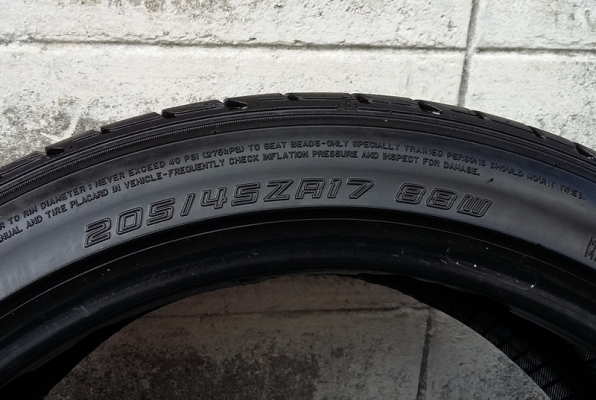 R TO RIM DIAMETER : NEVER EXCEED 40 PSI (275kPa) TO SEAT BEADS-ONLY SPECIALLY TRAINED PERSONS SHOULD MOUNT TIRES.
NUAL AND TIRE PLACARD IN VEHICLE-FREQUENTLY CHECK INFLATION PRESSURE AND INSPECT FOR DAMAGE.
205/45ZR17 88W